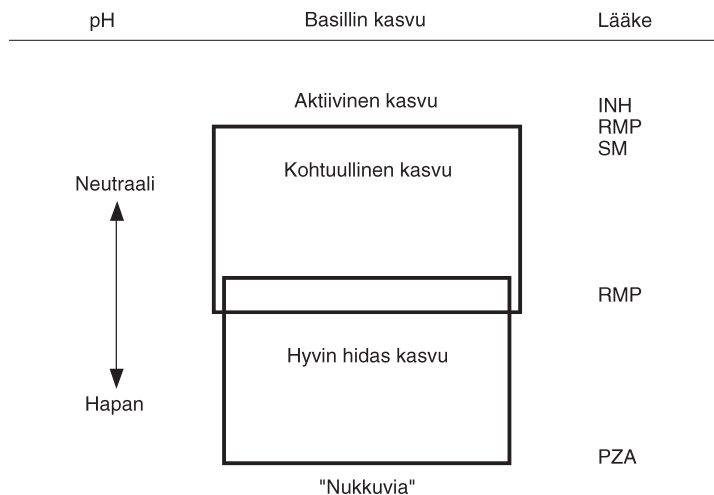 pH Basillin kasvu Lääke
Aktiivinen kasvu INH
RMP
SM
Kohtuullinen kasvu
Neutraali
RMP
Hyvin hidas kasvu
Hapan
PZA
"Nukkuvia"